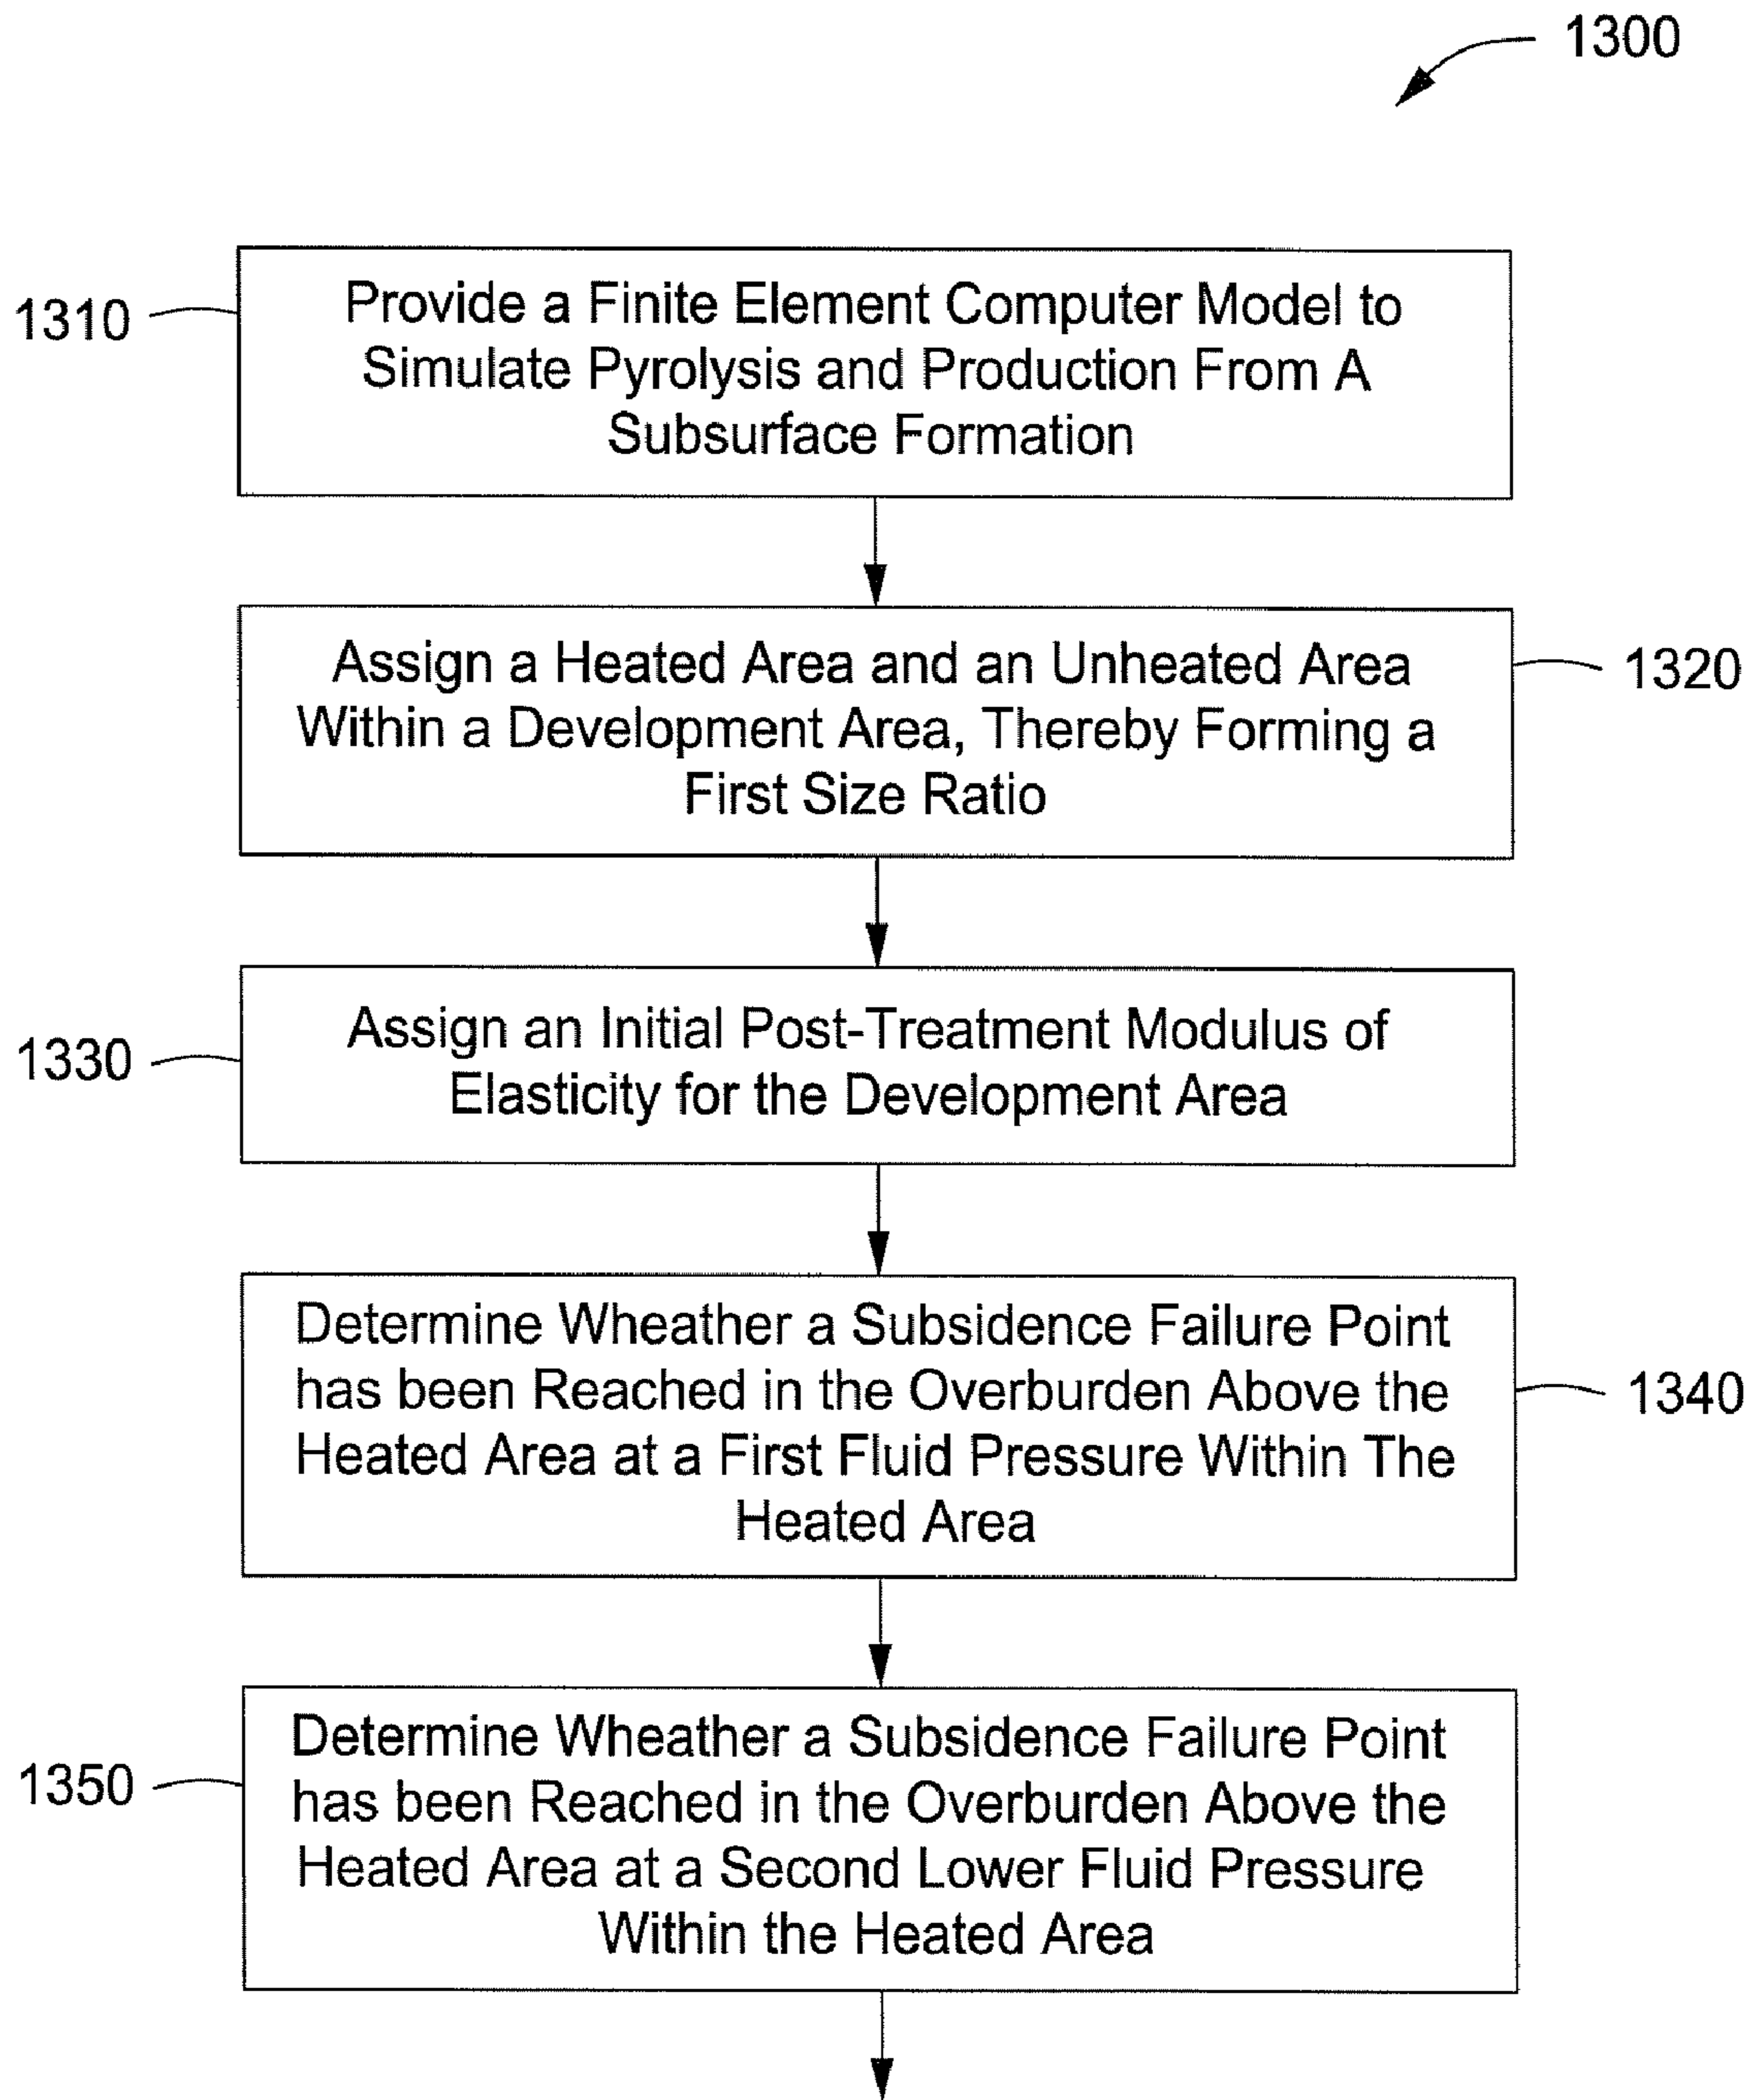 1300
1310
Provide a Finite Element Computer Model to
Simulate Pyrolysis and Production From A
Subsurface Formation
Assign a Heated Area and an Unheated Area
Within a Development Area, Thereby Forming a
First Size Ratio
1320
1330
Assign an Initial Post-Treatment Modulus of
Elasticity for the Development Area
Determine Wheather a Subsidence Failure Point
has been Reached in the Overburden Above the
Heated Area at a First Fluid Pressure Within The
Heated Area
1340
1350
Determine Wheather a Subsidence Failure Point
has been Reached in the Overburden Above the
Heated Area at a Second Lower Fluid Pressure
Within the Heated Area